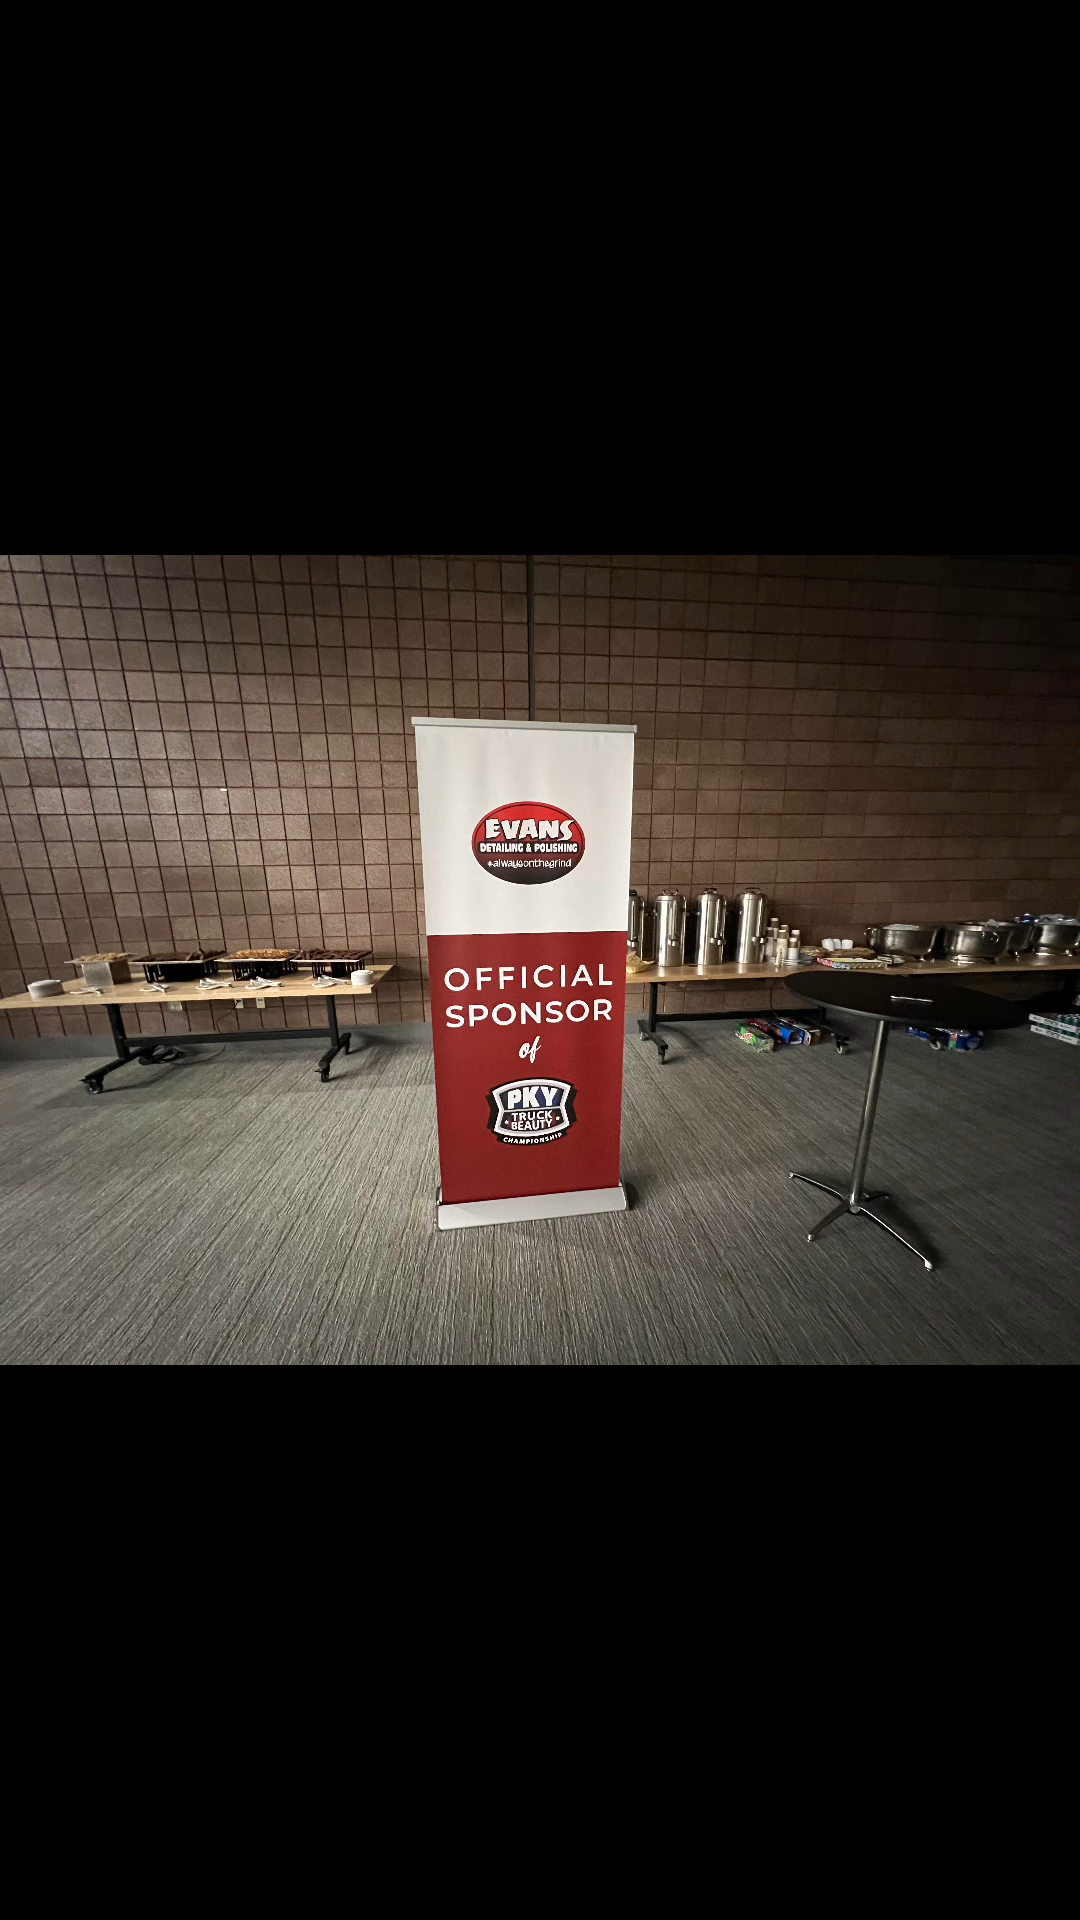 EVANS
DETAILING & POLISHING
#alwaysonthegrind
OFFICIAL
SPONSOR
of
PKY
TRUCK
BEAUTY
CHAMPIONSHIP